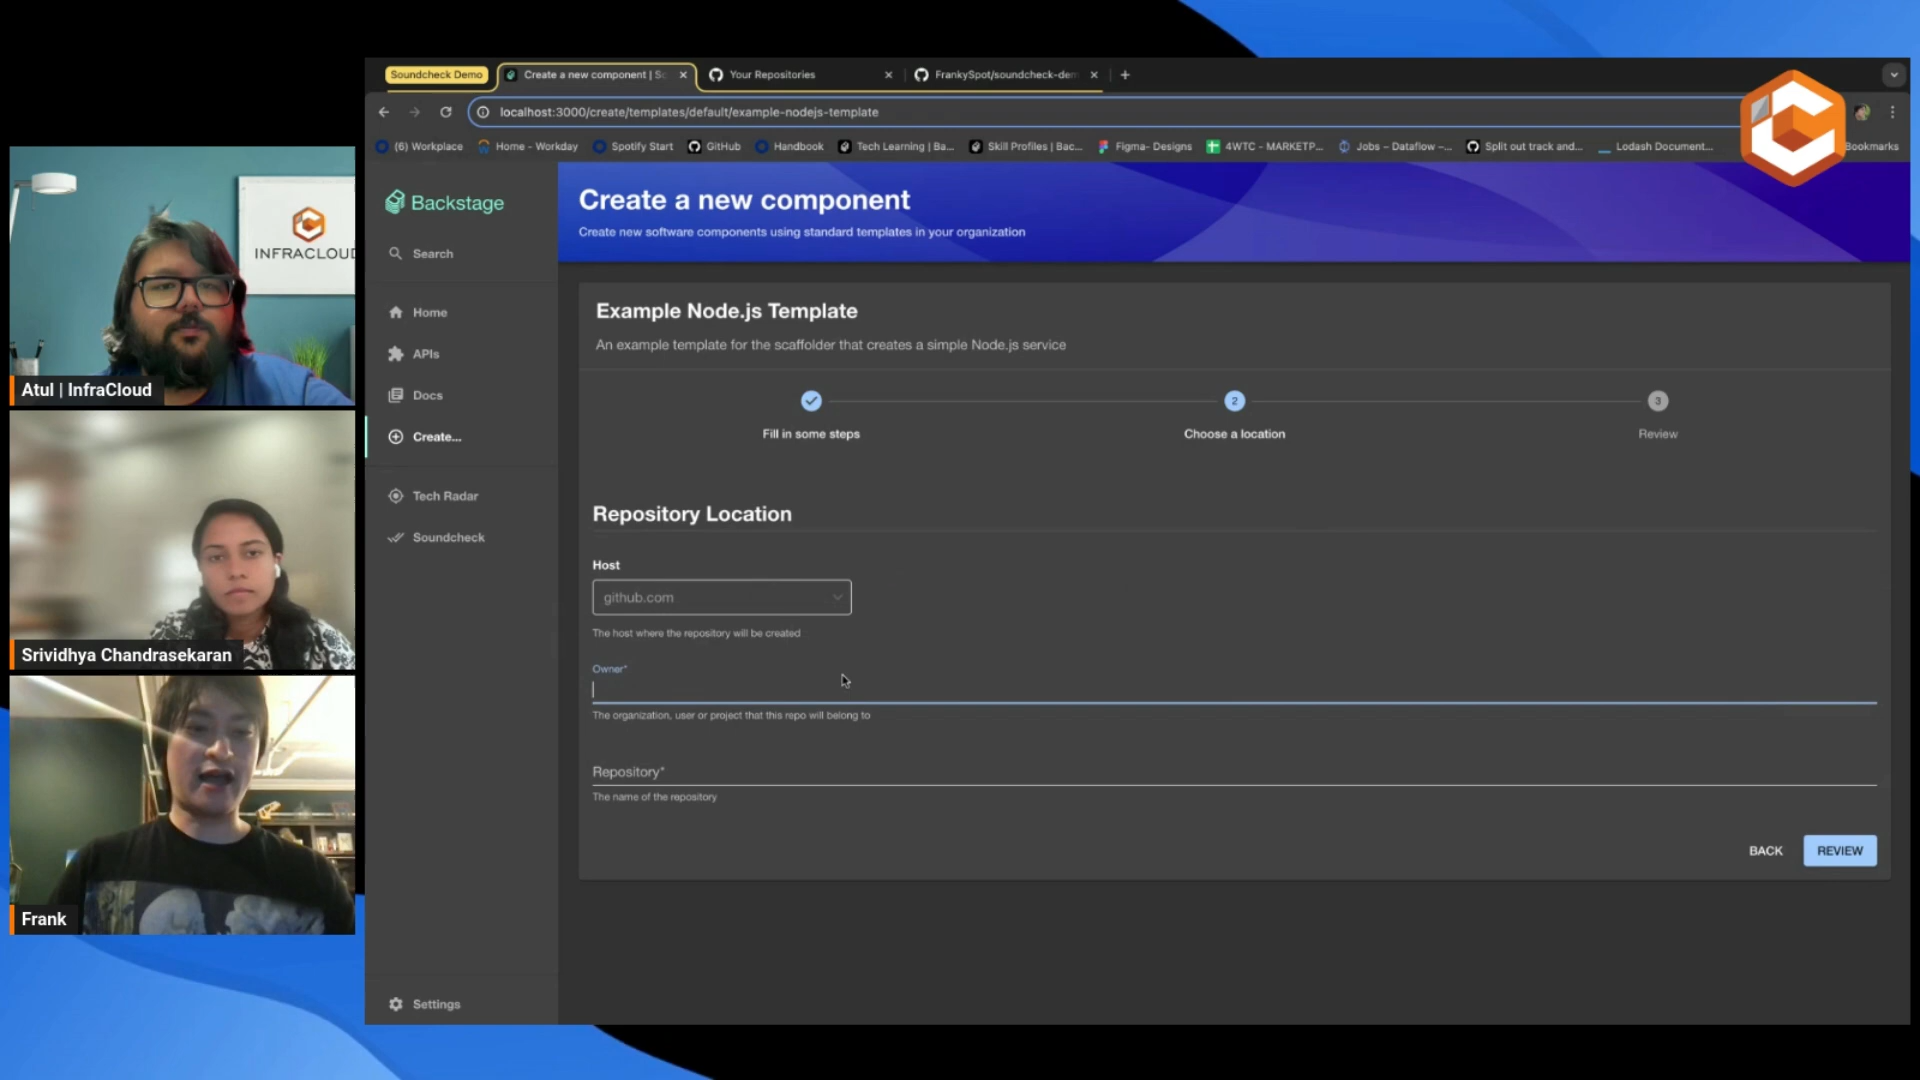 Soundcheck Demo
Create a new component | Sc
Your Repositories
FrankySpot/soundcheck-dem
localhost:3000/create/templates/default/example-nodejs-template
(6) Workplace
Home - Workday
Spotify Start
GitHub
Handbook
Tech Learning | Ba...
Skill Profiles | Bac...
Figma- Designs
4WTC - MARKETP...
Jobs – Dataflow –...
Split out track and...
Lodash Document...
Bookmarks
Backstage
Search
Home
APIs
Docs
Create...
Tech Radar
Soundcheck
Settings
Create a new component
Create new software components using standard templates in your organization
Example Node.js Template
An example template for the scaffolder that creates a simple Node.js service
2
3
Fill in some steps
Choose a location
Review
Repository Location
Host
github.com
The host where the repository will be created
Owner*
The organization, user or project that this repo will belong to
Repository*
The name of the repository
BACK
REVIEW
INFRACLOUD
Atul | InfraCloud
Srividhya Chandrasekaran
Frank